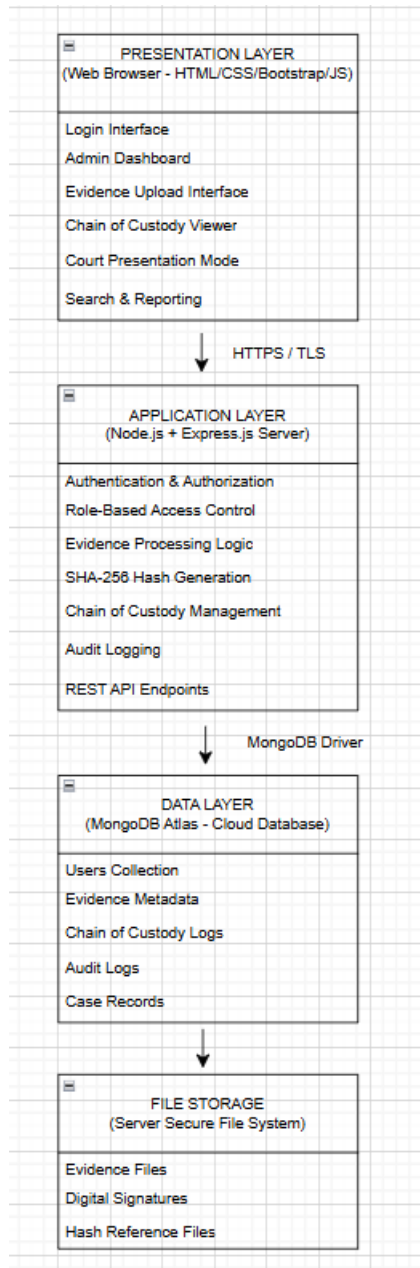 PRESENTATION LAYER
(Web Browser - HTML/CSS/Bootstrap/JS)
Login Interface
Admin Dashboard
Evidence Upload Interface
Chain of Custody Viewer
Court Presentation Mode
Search & Reporting
HTTPS / TLS
APPLICATION LAYER
(Node.js + Express.js Server)
Authentication & Authorization
Role-Based Access Control
Evidence Processing Logic
SHA-256 Hash Generation
Chain of Custody Management
Audit Logging
REST API Endpoints
MongoDB Driver
DATA LAYER
(MongoDB Atlas - Cloud Database)
Users Collection
Evidence Metadata
Chain of Custody Logs
Audit Logs
Case Records
FILE STORAGE
(Server Secure File System)
Evidence Files
Digital Signatures
Hash Reference Files